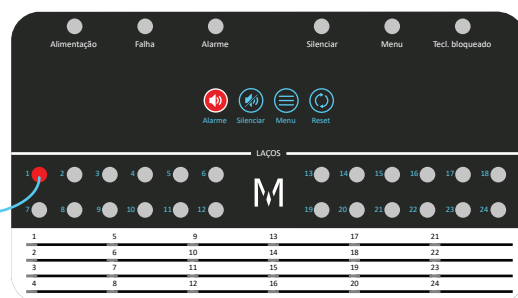 Alimentação Falha Alarme Silenciar Menu Tecl. bloqueado
Alarme Silenciar Menu Reset
LAÇOS
1 2 3 4 5 6 13 14 15 16 17 18
M
7 8 9 10 11 12 19 20 21 22 23 24
1 5 9 13 17 21
2 6 10 14 18 22
3 7 11 15 19 23
4 8 12 16 20 24